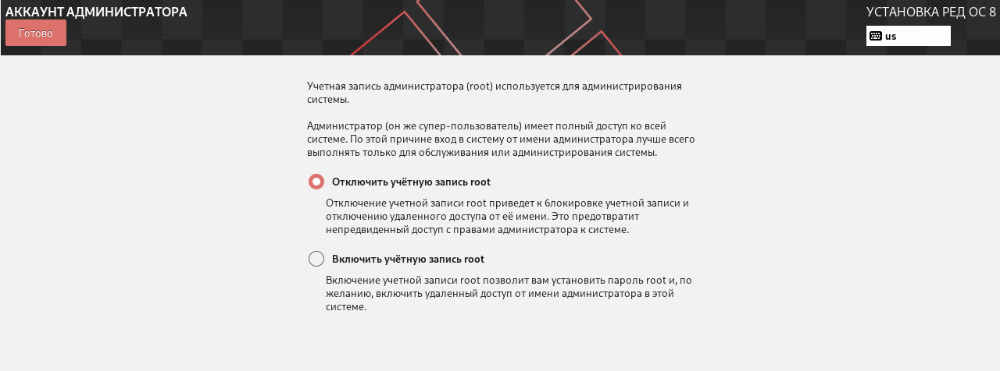 АККАУНТ АДМИНИСТРАТОРА
УСТАНОВКА РЕД ОС 8
Готово
us
Учетная запись администратора (root) используется для администрирования
системы.
Администратор (он же супер-пользователь) имеет полный доступ ко всей
системе. По этой причине вход в систему от имени администратора лучше всего
выполнять только для обслуживания или администрирования системы.
Отключить учётную запись root
Отключение учетной записи root приведет к блокировке учетной записи и
отключению удаленного доступа от её имени. Это предотвратит
непредвиденный доступ с правами администратора к системе.
Включить учётную запись root
Включение учетной записи root позволит вам установить пароль root и, по
желанию, включить удаленный доступ от имени администратора в этой
системе.